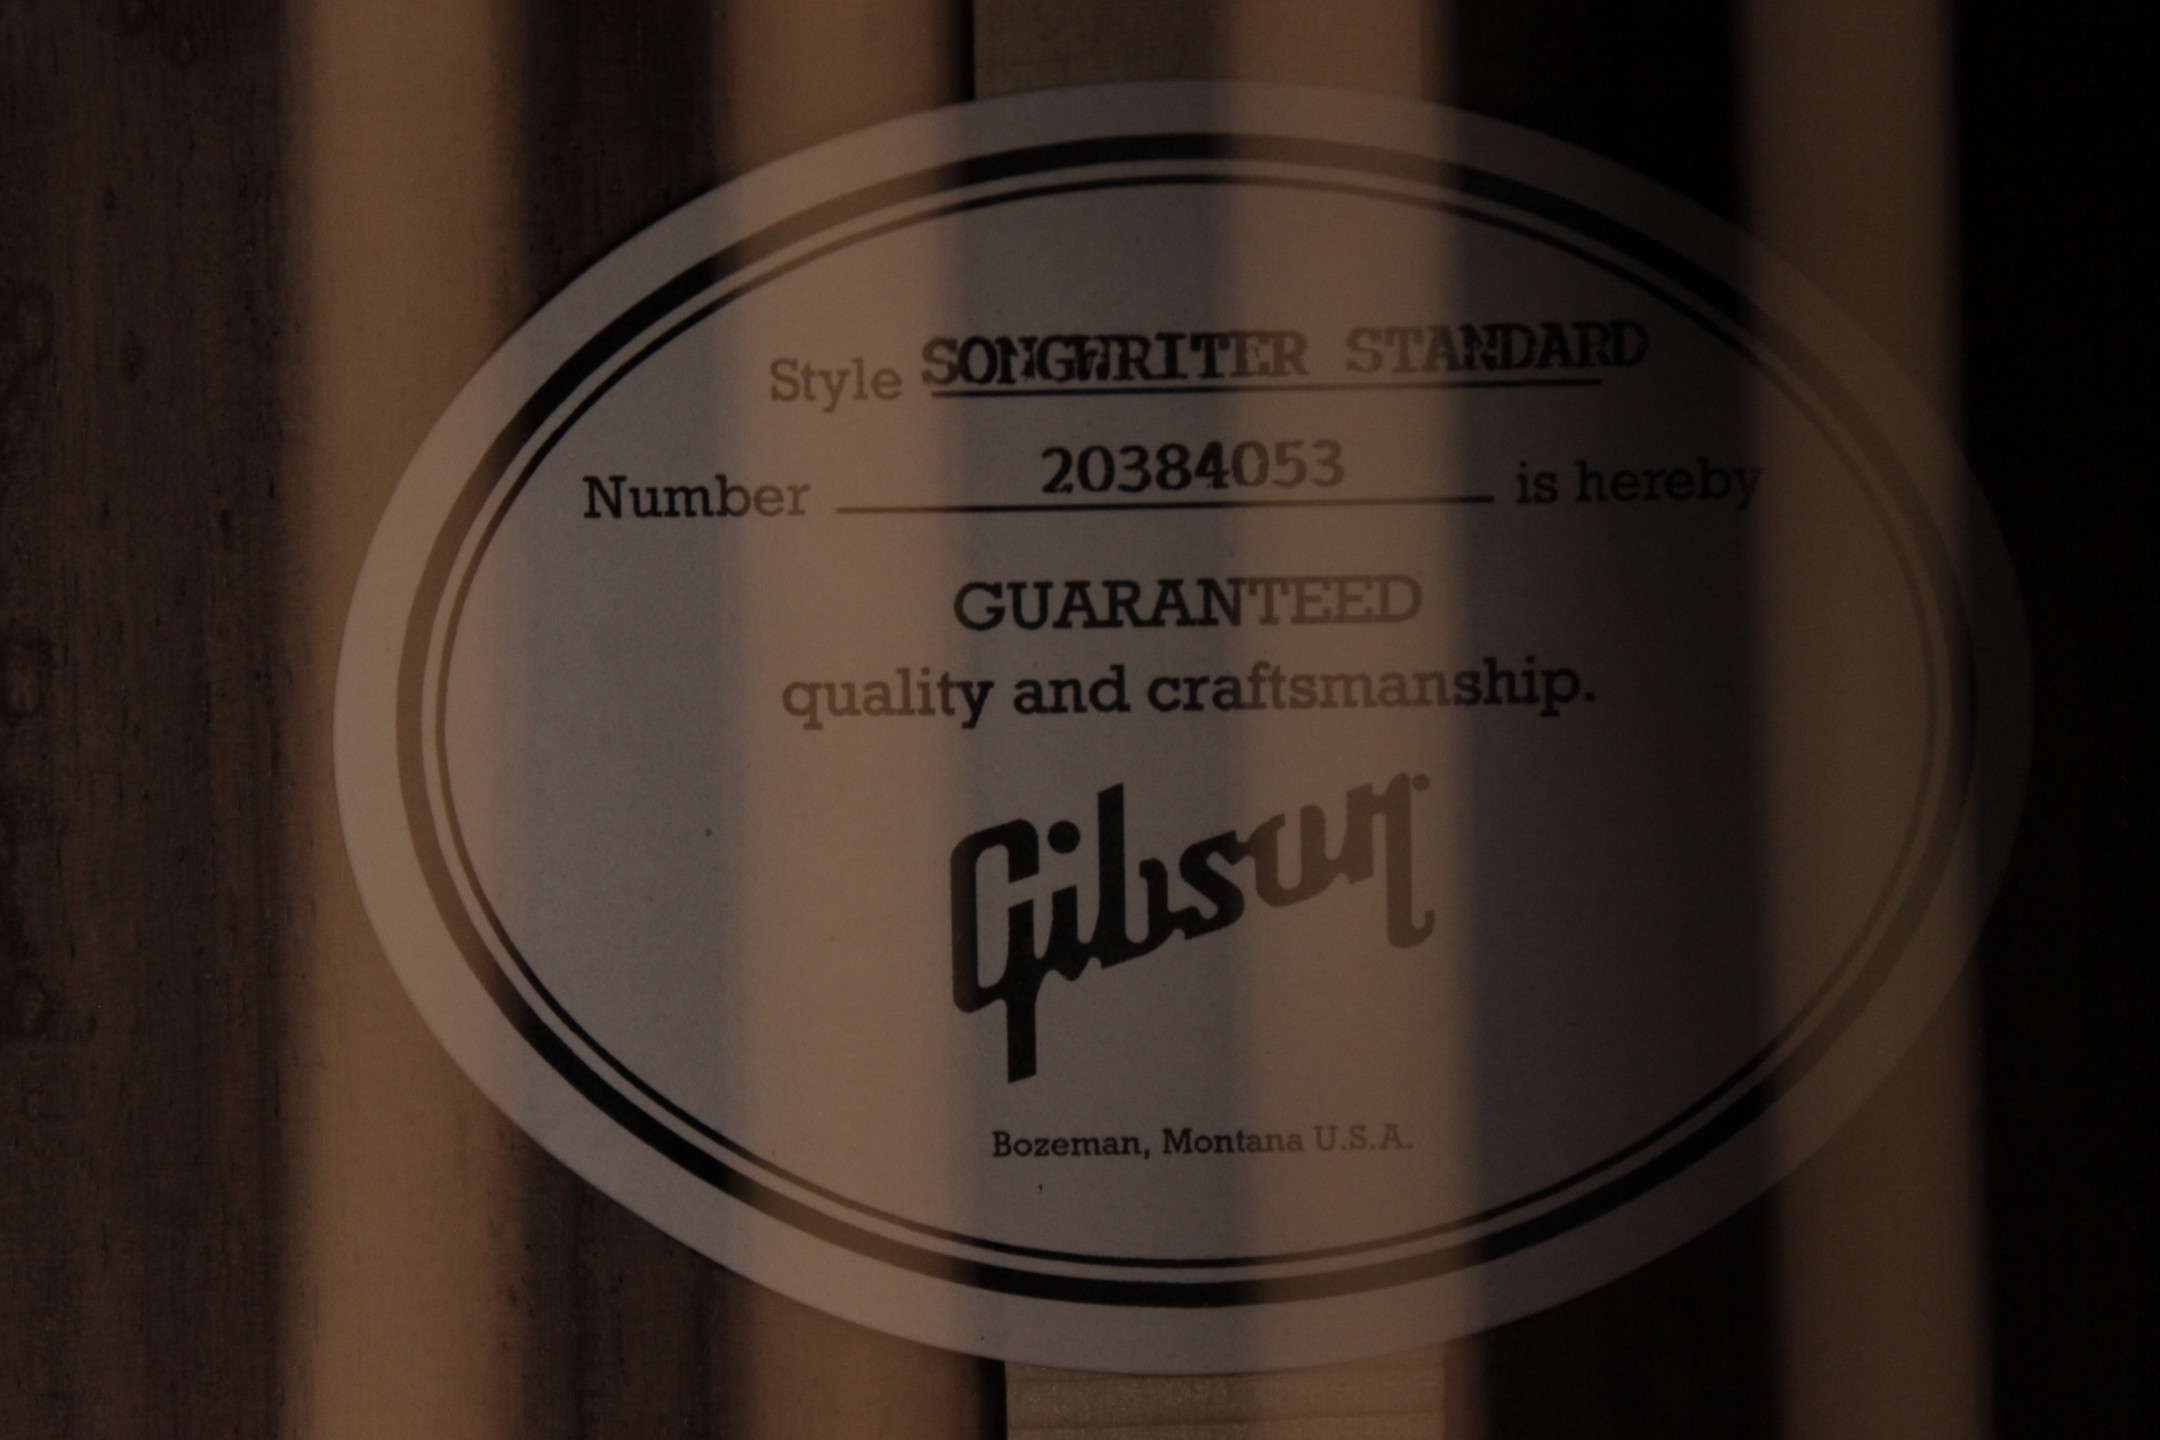 Style SONGWRITER STANDARD
Number 20384053 is hereby
GUARANTEED
quality and craftsmanship.
Gibson
Bozeman, Montana U.S.A.